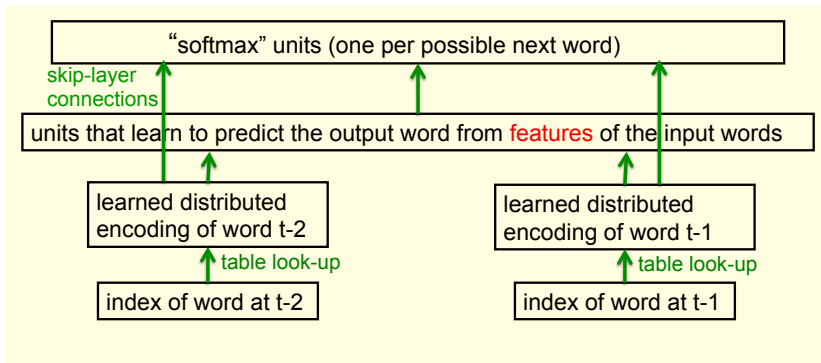 “softmax” units (one per possible next word)
skip-layer
connections
units that learn to predict the output word from features of the input words
learned distributed
encoding of word t-2
learned distributed
encoding of word t-1
table look-up
table look-up
index of word at t-2
index of word at t-1